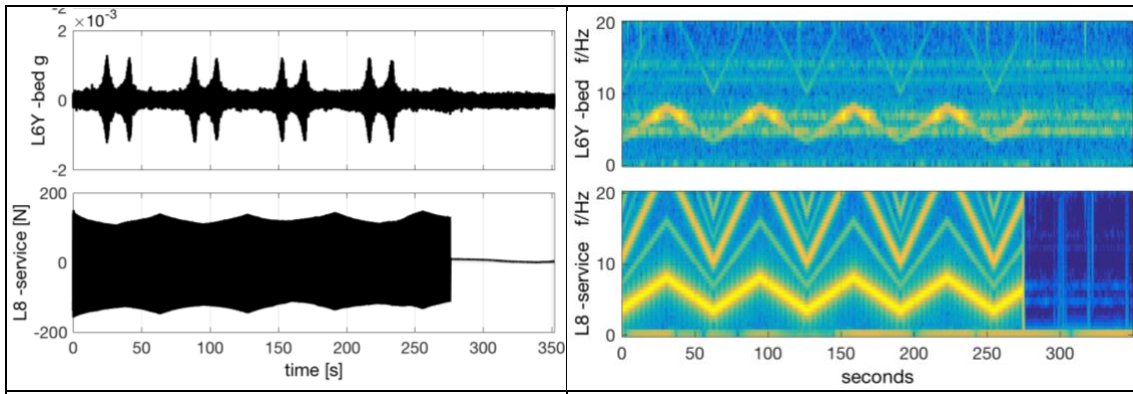 -2
×10⁻³
2
0
-2
L6Y -bed g
200
0
-200
L8 -service [N]
0 50 100 150 200 250 300 350
time [s]
20
10
0
L6Y -bed f/Hz
20
10
0
L8 -service f/Hz
0 50 100 150 200 250 300
seconds